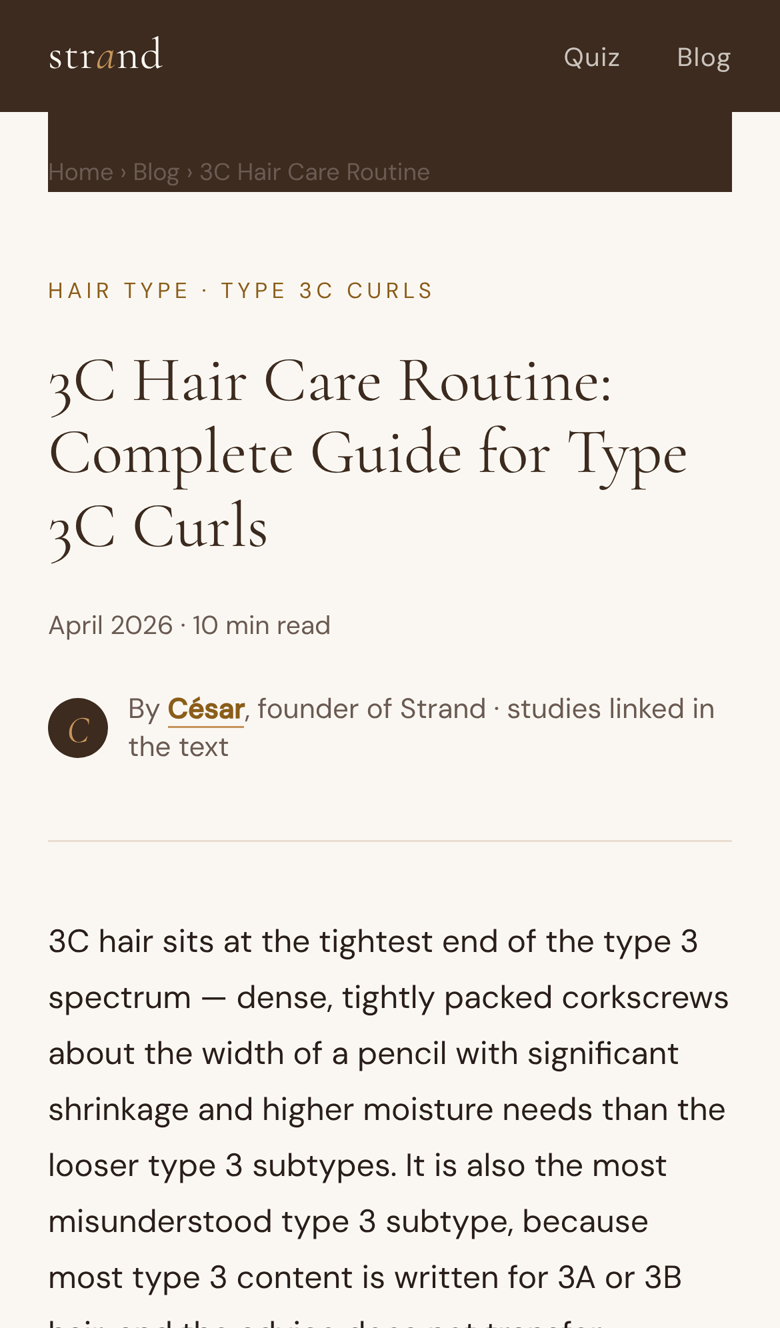 strand
Quiz Blog
Home › Blog › 3C Hair Care Routine
HAIR TYPE · TYPE 3C CURLS
3C Hair Care Routine:
Complete Guide for Type
3C Curls
April 2026 · 10 min read
C
By César, founder of Strand · studies linked in
the text
3C hair sits at the tightest end of the type 3
spectrum — dense, tightly packed corkscrews
about the width of a pencil with significant
shrinkage and higher moisture needs than the
looser type 3 subtypes. It is also the most
misunderstood type 3 subtype, because
most type 3 content is written for 3A or 3B